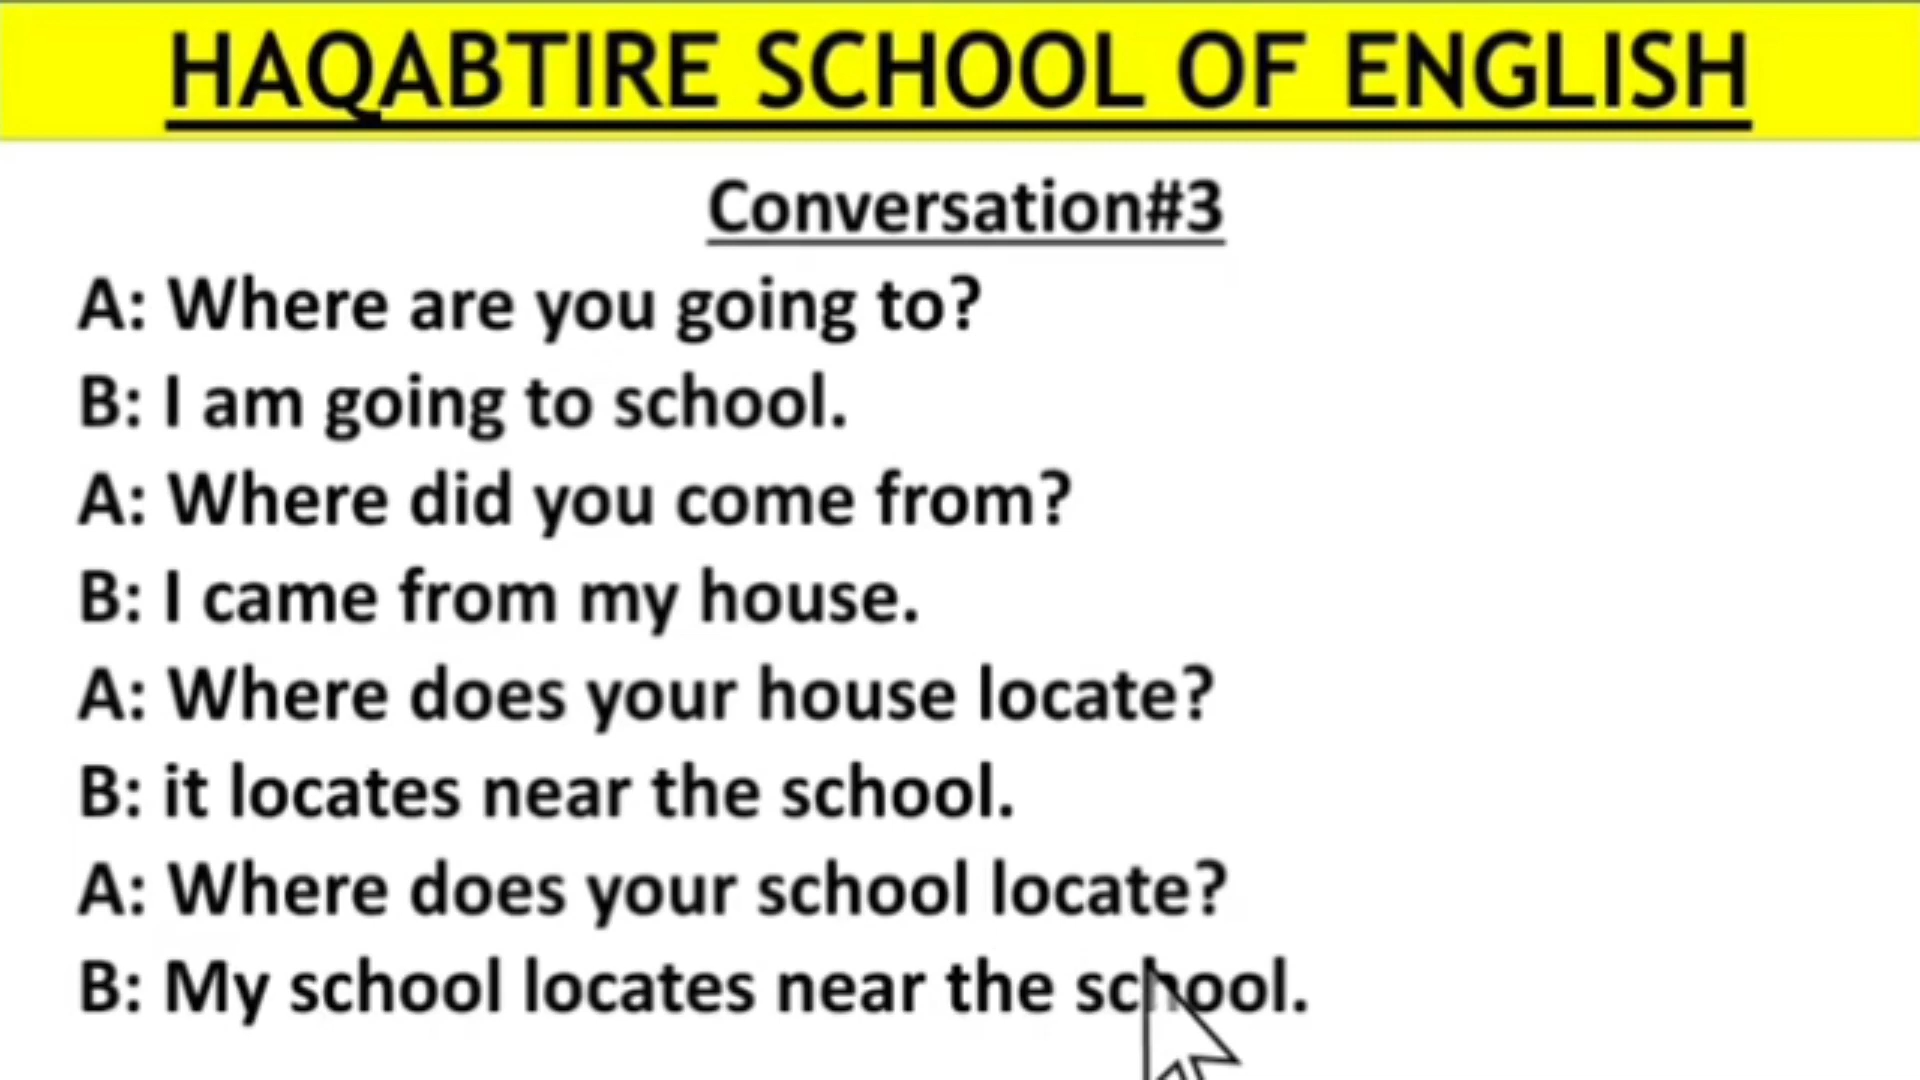 HAQABTIRE SCHOOL OF ENGLISH
Conversation#3
A: Where are you going to?
B: I am going to school.
A: Where did you come from?
B: I came from my house.
A: Where does your house locate?
B: it locates near the school.
A: Where does your school locate?
B: My school locates near the school.